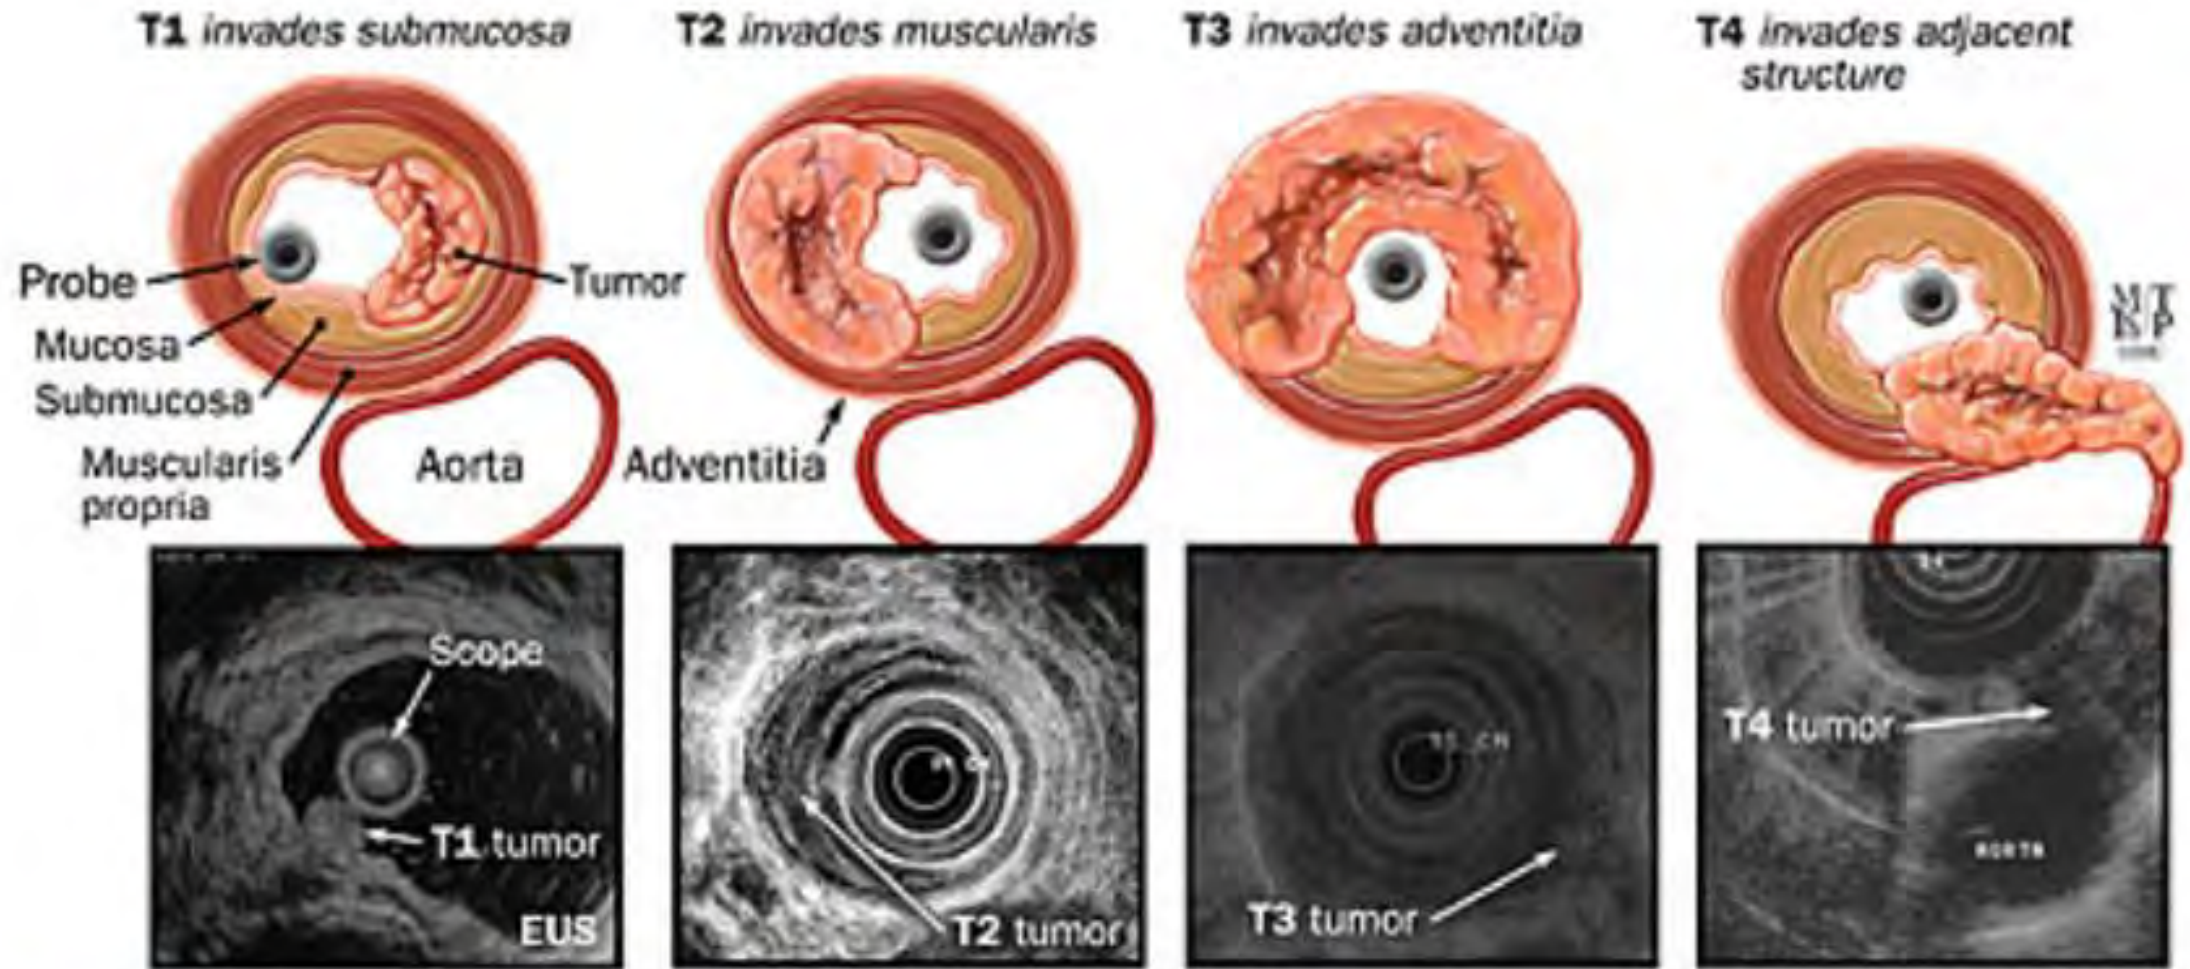 T1 invades submucosa
T2 invades muscularis
T3 invades adventitia
T4 invades adjacent
structure
Probe
Tumor
Mucosa
Submucosa
Muscularis
propria
Aorta
Adventitia
Scope
T1 tumor
EUS
T2 tumor
T3 tumor
T4 tumor
AORTA